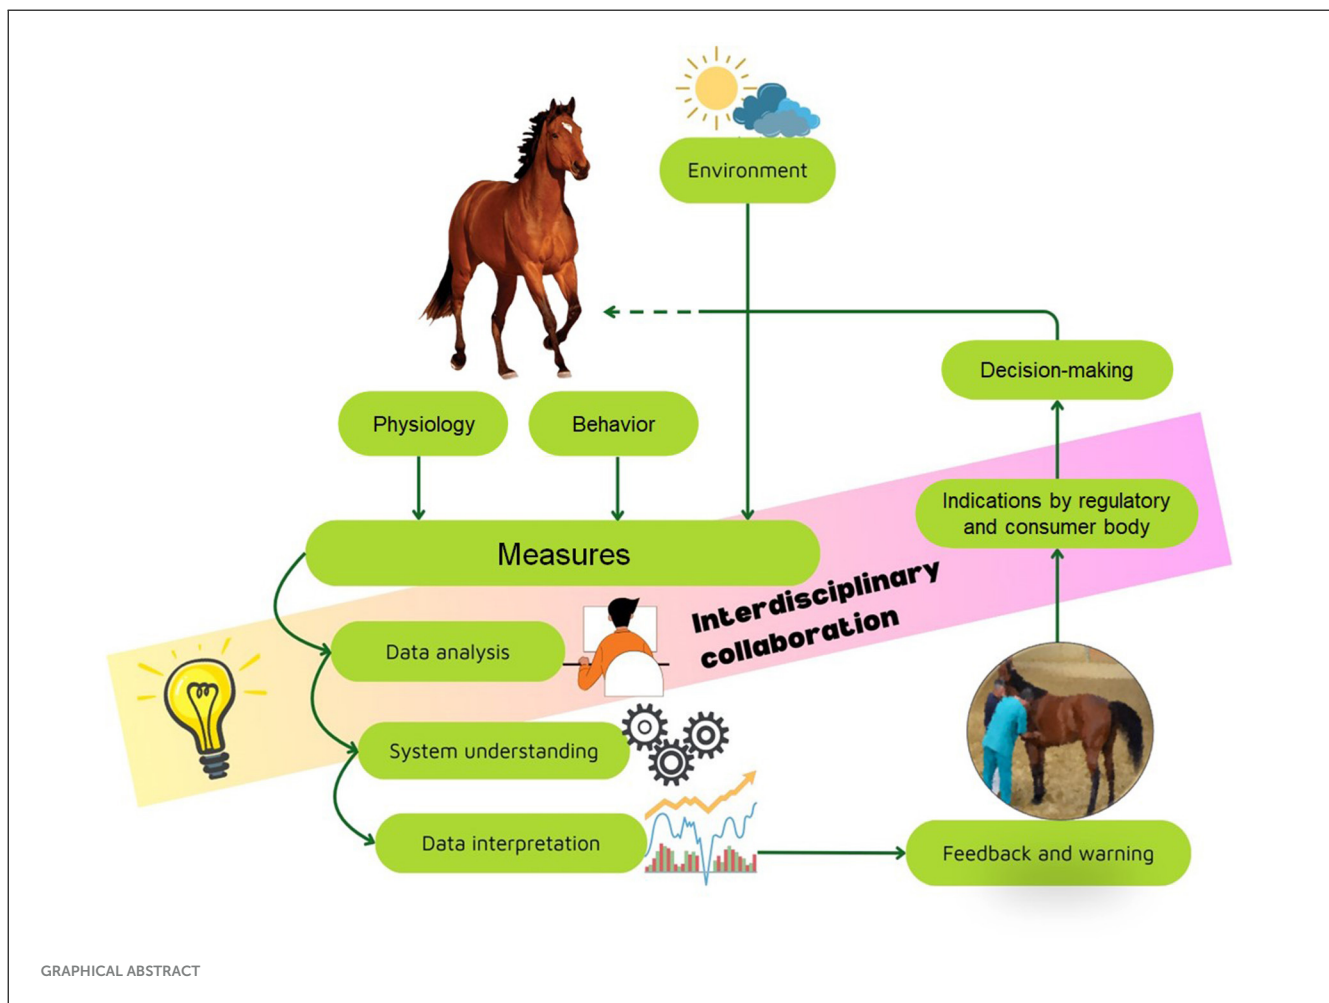 Environment
Decision-making
Physiology
Behavior
Indications by regulatory
and consumer body
Measures
Interdisciplinary
collaboration
Data analysis
System understanding
Data interpretation
Feedback and warning
GRAPHICAL ABSTRACT